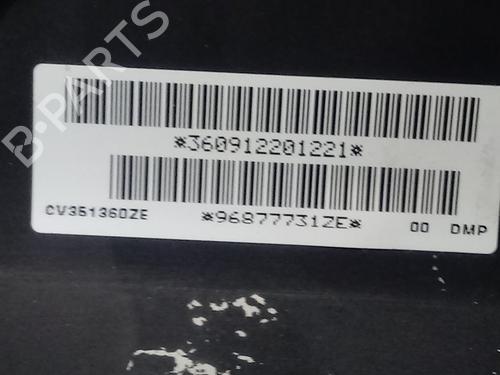 B-PARTS
*360912201221*
CV351360ZE
*96877731ZE*
00 DMP